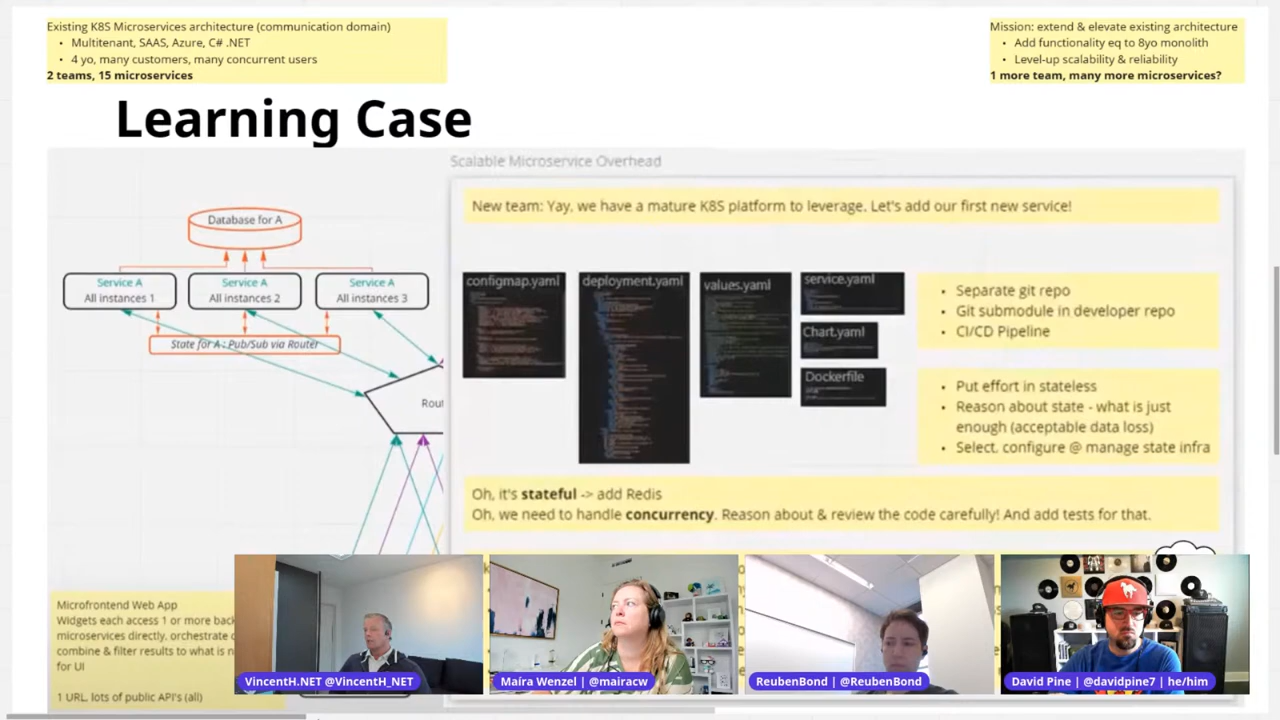 Existing K8S Microservices architecture (communication domain)
• Multitenant, SAAS, Azure, C# .NET
• 4 yo, many customers, many concurrent users
2 teams, 15 microservices
Mission: extend & elevate existing architecture
• Add functionality eq to 8yo monolith
• Level-up scalability & reliability
1 more team, many more microservices?
Learning Case
Scalable Microservice Overhead
New team: Yay, we have a mature K8S platform to leverage. Let's add our first new service!
Database for A
Service A
All instances 1
Service A
All instances 2
Service A
All instances 3
State for A : Pub/Sub via Router
Rout
configmap.yaml
deployment.yaml
values.yaml
service.yaml
Chart.yaml
Dockerfile
• Separate git repo
• Git submodule in developer repo
• CI/CD Pipeline
• Put effort in stateless
• Reason about state - what is just
enough (acceptable data loss)
• Select. configure @ manage state infra
Oh, it's stateful -> add Redis
Oh, we need to handle concurrency. Reason about & review the code carefully! And add tests for that.
Microfrontend Web App
Widgets each access 1 or more back
microservices directly, orchestrate
combine & filter results to what is n
for UI
1 URL, lots of public API's (all)
VincentH.NET @VincentH_NET
Maíra Wenzel | @mairacw
ReubenBond | @ReubenBond
David Pine | @davidpine7 | he/him